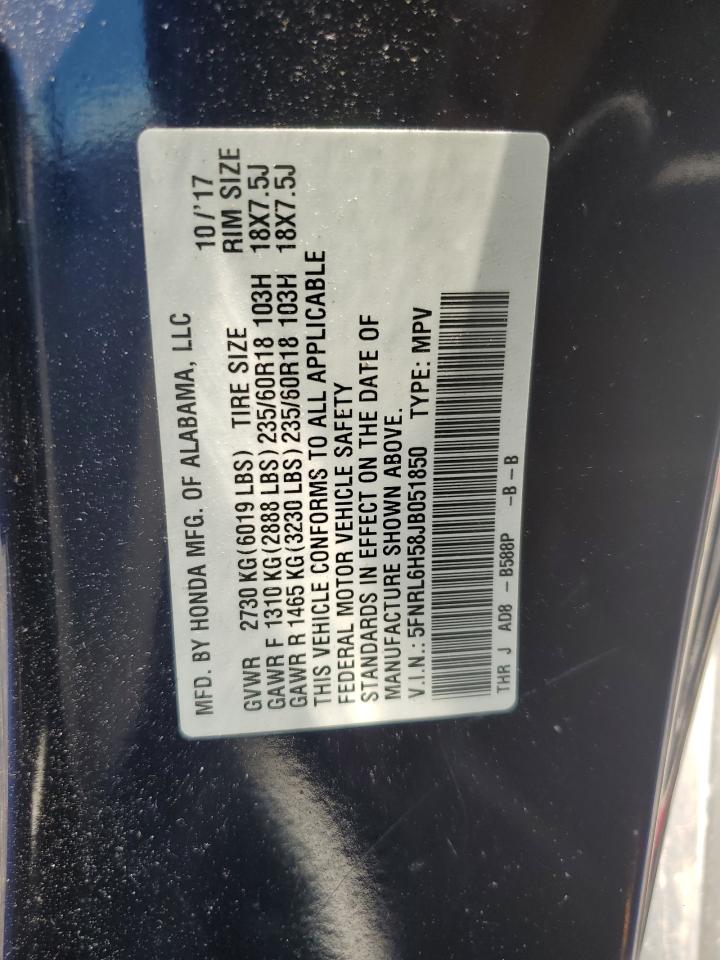 MFD. BY HONDA MFG. OF ALABAMA, LLC 10/'17
GVWR 2730 KG(6019 LBS) TIRE SIZE RIM SIZE
GAWR F 1310 KG(2888 LBS)235/60R18 103H 18X7.5J
GAWR R 1465 KG(3230 LBS)235/60R18 103H 18X7.5J
THIS VEHICLE CONFORMS TO ALL APPLICABLE
FEDERAL MOTOR VEHICLE SAFETY
STANDARDS IN EFFECT ON THE DATE OF
MANUFACTURE SHOWN ABOVE.
V.I.N.: 5FNRL6H58JB051850 TYPE: MPV
THR J AD8 - B588P -B - B